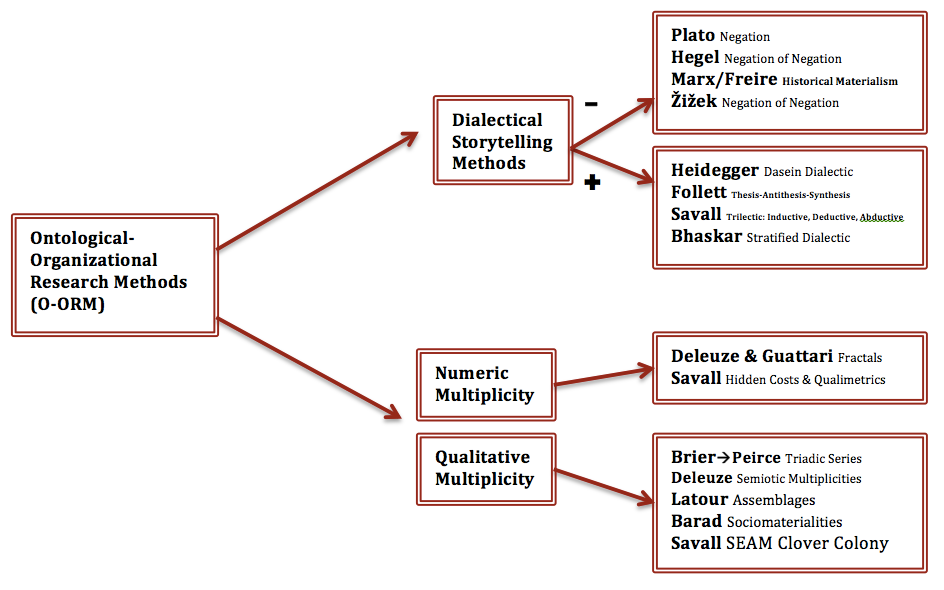 Ontological-
Organizational
Research Methods
(O-ORM)
Dialectical
Storytelling
Methods
–
+
Plato Negation
Hegel Negation of Negation
Marx/Freire Historical Materialism
Žižek Negation of Negation
Heidegger Dasein Dialectic
Follett Thesis-Antithesis-Synthesis
Savall Trilectic: Inductive, Deductive, Abductive
Bhaskar Stratified Dialectic
Numeric
Multiplicity
Deleuze & Guattari Fractals
Savall Hidden Costs & Qualimetrics
Qualitative
Multiplicity
Brier→Peirce Triadic Series
Deleuze Semiotic Multiplicities
Latour Assemblages
Barad Sociomaterialities
Savall SEAM Clover Colony